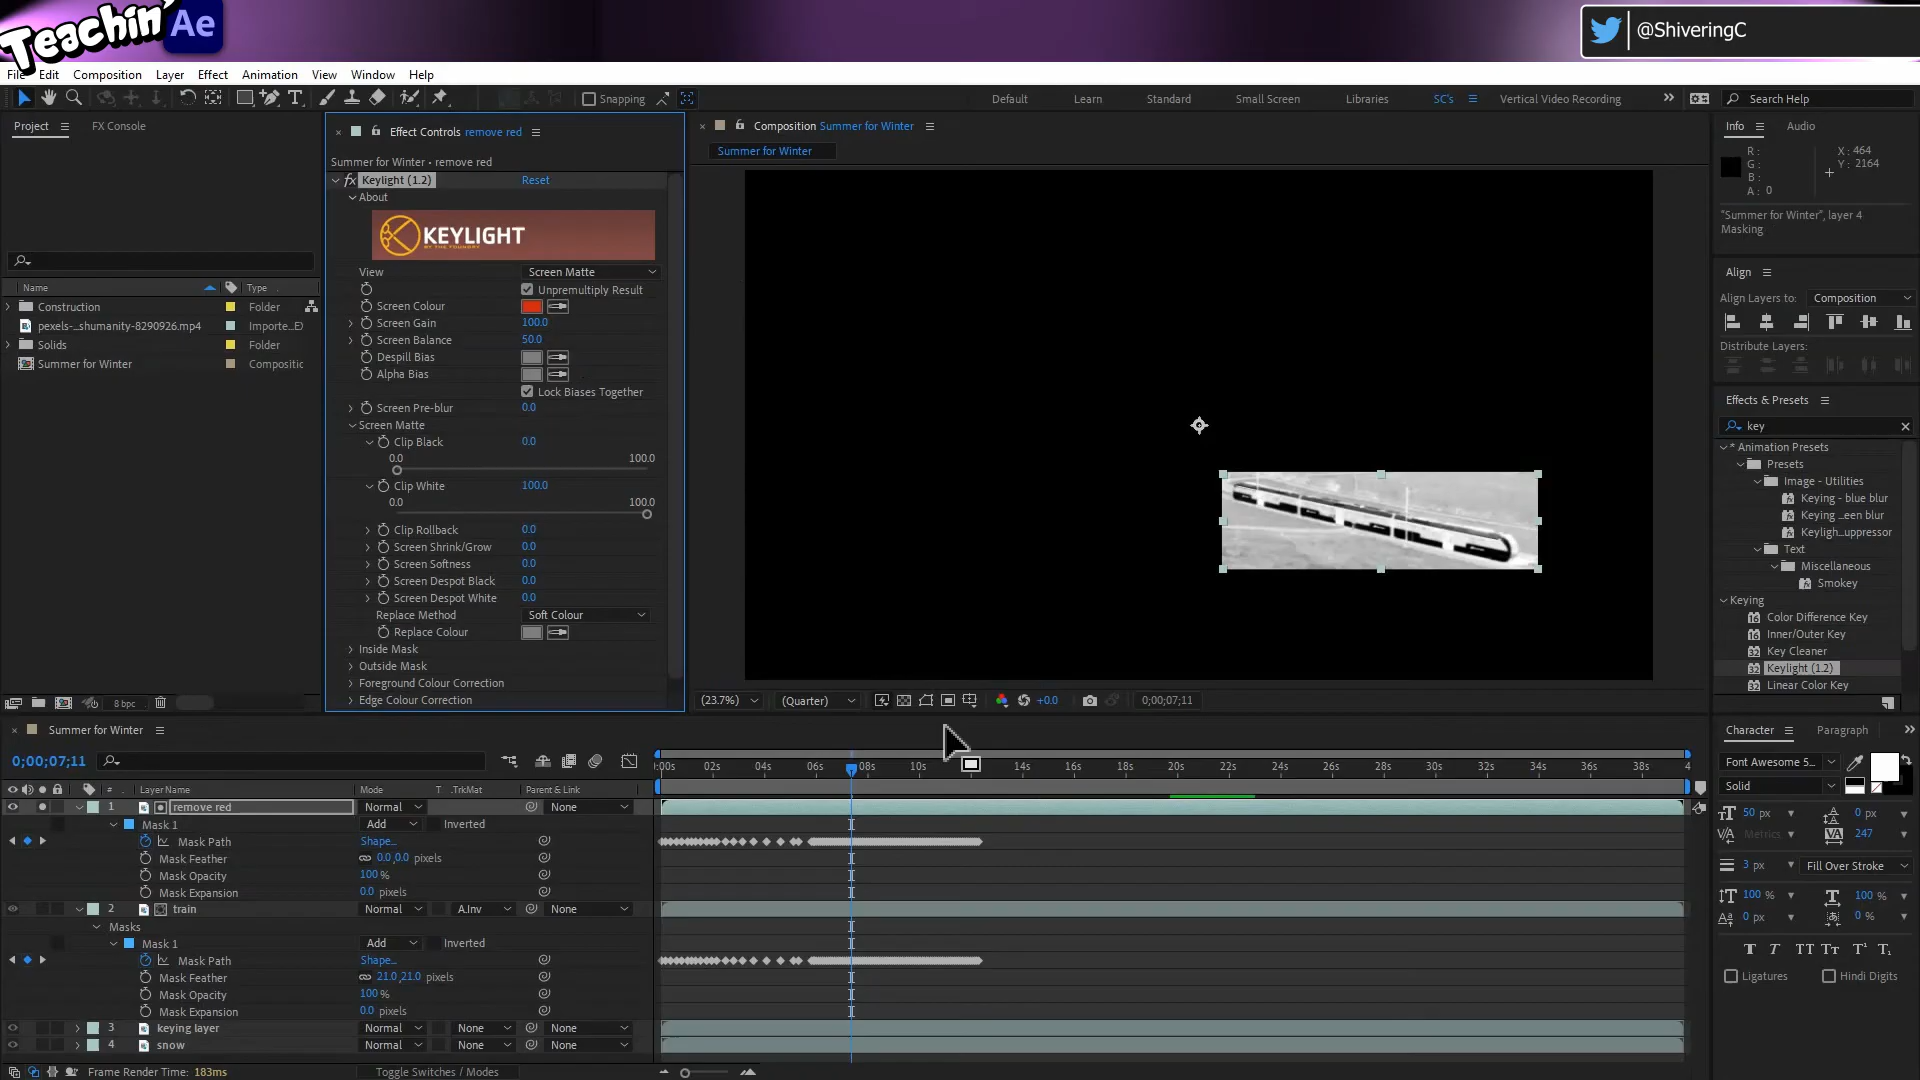 Teachin' Ae
@ShiveringC
File Edit Composition Layer Effect Animation View Window Help
Snapping
Default Learn Standard Small Screen Libraries SC's Vertical Video Recording
Search Help
Project FX Console
Name Type
Construction Folder
pexels-...shumanity-8290926.mp4 Importe...E
Solids Folder
Summer for Winter Compositic
8 bpc
Effect Controls remove red
Summer for Winter • remove red
fx Keylight (1.2) Reset
About
KEYLIGHT
BY THE FOUNDRY
View Screen Matte
Unpremultiply Result
Screen Colour
Screen Gain 100.0
Screen Balance 50.0
Despill Bias
Alpha Bias
Lock Biases Together
Screen Pre-blur 0.0
Screen Matte
Clip Black 0.0
0.0 100.0
Clip White 100.0
0.0 100.0
Clip Rollback 0.0
Screen Shrink/Grow 0.0
Screen Softness 0.0
Screen Despot Black 0.0
Screen Despot White 0.0
Replace Method Soft Colour
Replace Colour
Inside Mask
Outside Mask
Foreground Colour Correction
Edge Colour Correction
Composition Summer for Winter
Summer for Winter
(23.7%) (Quarter) +0.0 0;00;07;11
Info Audio
R: X: 464
G: Y: 2164
B:
A: 0
"Summer for Winter", layer 4
Masking
Align
Align Layers to: Composition
Distribute Layers:
Effects & Presets
key
* Animation Presets
Presets
Image - Utilities
Keying - blue blur
Keying ...een blur
Keyligh...uppressor
Text
Miscellaneous
Smokey
Keying
Color Difference Key
Inner/Outer Key
Key Cleaner
Keylight (1.2)
Linear Color Key
Character Paragraph
Font Awesome 5...
Solid
50 px 0 px
Metrics 247
3 px Fill Over Stroke
100 % 100 %
0 px 0 %
T T TT Tr T¹ T₁
Ligatures Hindi Digits
Summer for Winter
0;00;07;11
:00s 02s 04s 06s 08s 10s 12s 14s 16s 18s 20s 22s 24s 26s 28s 30s 32s 34s 36s 38s 4
# Layer Name Mode T .TrkMat Parent & Link
1 remove red Normal None
Mask 1 Add Inverted
Mask Path Shape...
Mask Feather 0.0,0.0 pixels
Mask Opacity 100 %
Mask Expansion 0.0 pixels
2 train Normal A.Inv None
Masks
Mask 1 Add Inverted
Mask Path Shape...
Mask Feather 21.0,21.0 pixels
Mask Opacity 100 %
Mask Expansion 0.0 pixels
3 keying layer Normal None None
4 snow Normal None None
Frame Render Time: 183ms Toggle Switches / Modes